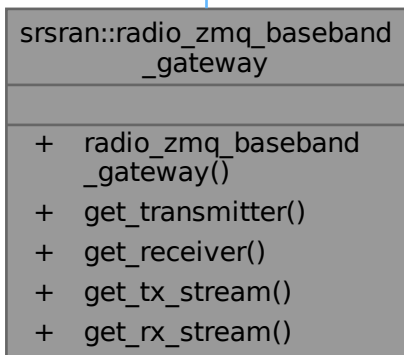 srsran::radio_zmq_baseband
_gateway
+ radio_zmq_baseband
_gateway()
+ get_transmitter()
+ get_receiver()
+ get_tx_stream()
+ get_rx_stream()